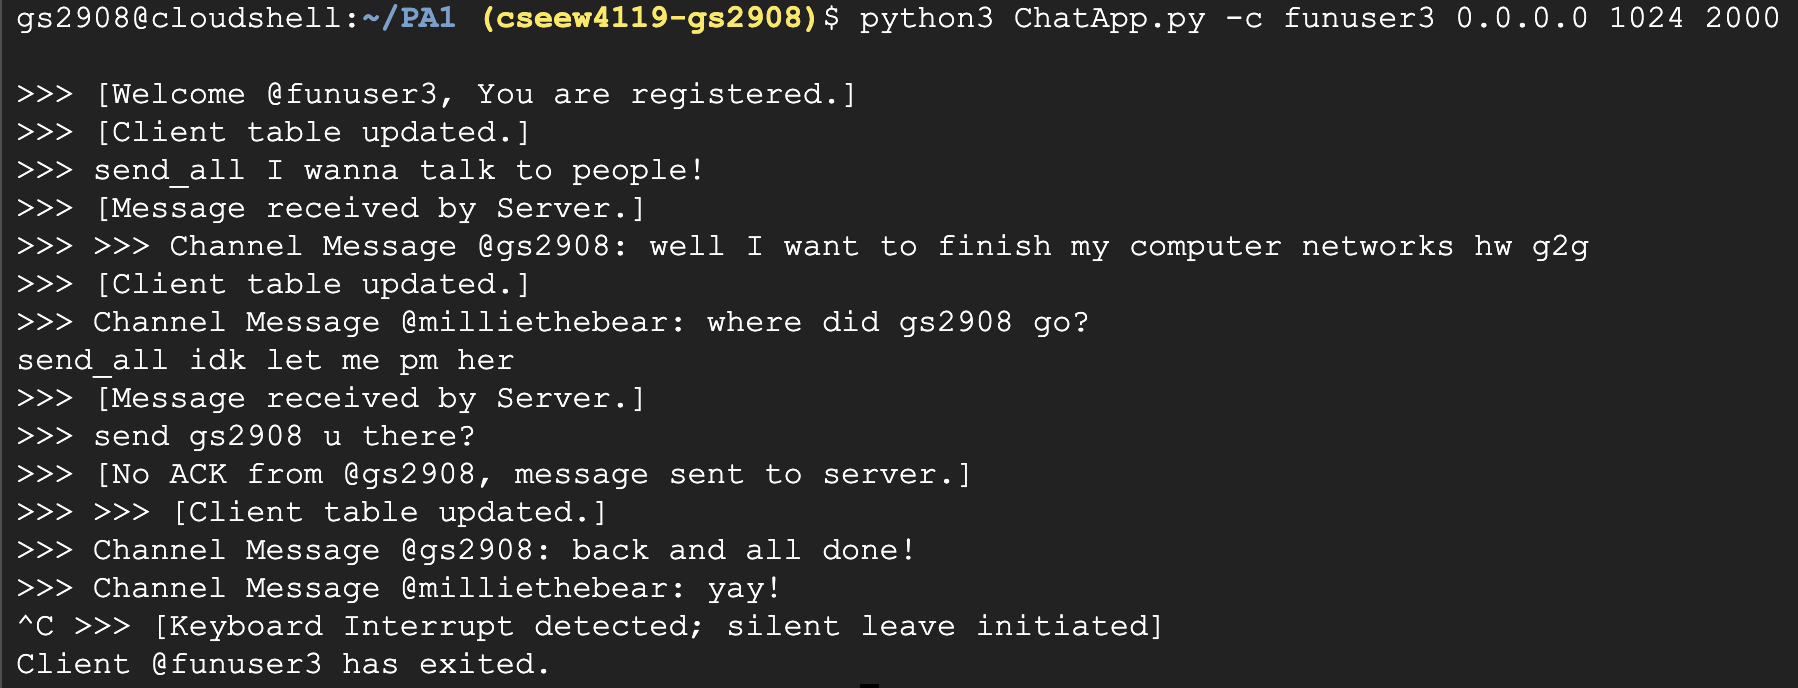 gs2908@cloudshell:~/PA1 (cseew4119-gs2908)$ python3 ChatApp.py -c funuser3 0.0.0.0 1024 2000
>>> [Welcome @funuser3, You are registered.]
>>> [Client table updated.]
>>> send_all I wanna talk to people!
>>> [Message received by Server.]
>>> >>> Channel Message @gs2908: well I want to finish my computer networks hw g2g
>>> [Client table updated.]
>>> Channel Message @milliethebear: where did gs2908 go?
send_all idk let me pm her
>>> [Message received by Server.]
>>> send gs2908 u there?
>>> [No ACK from @gs2908, message sent to server.]
>>> >>> [Client table updated.]
>>> Channel Message @gs2908: back and all done!
>>> Channel Message @milliethebear: yay!
^C >>> [Keyboard Interrupt detected; silent leave initiated]
Client @funuser3 has exited.